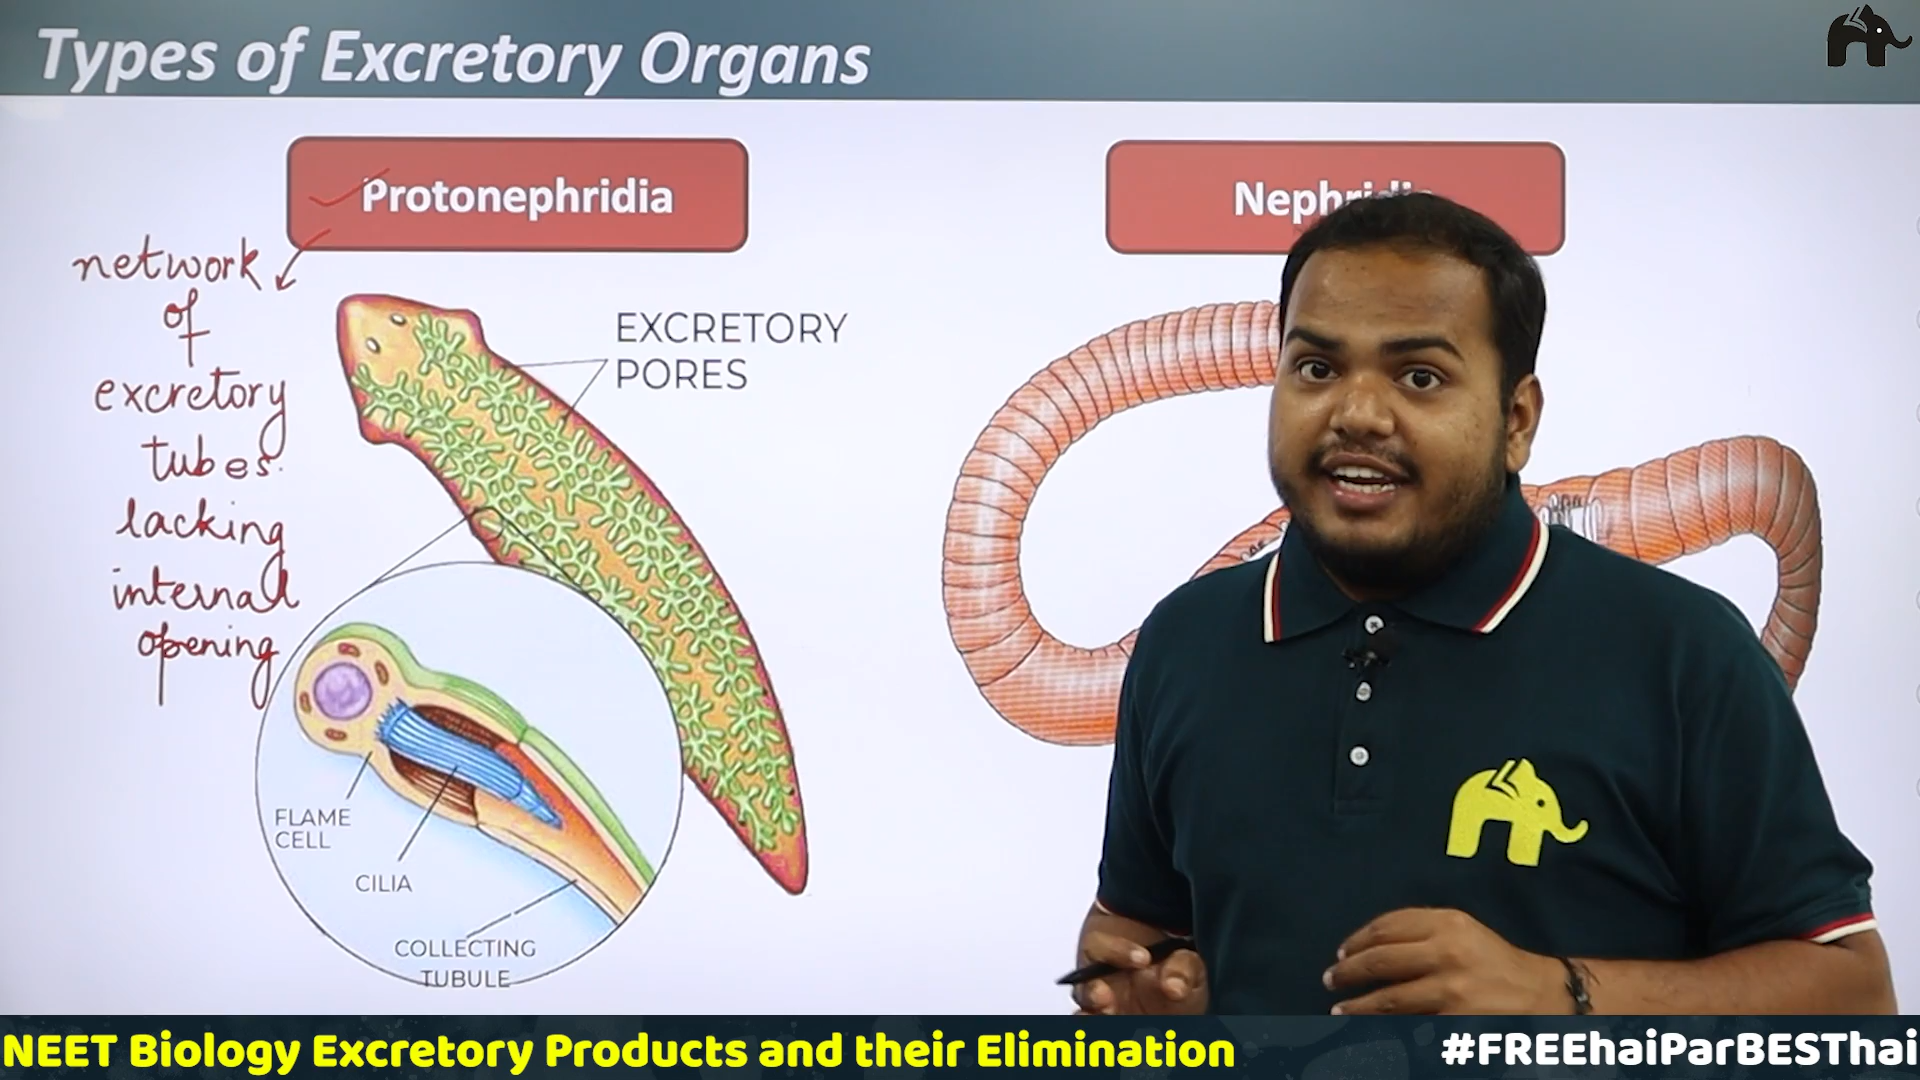 Types of Excretory Organs
Protonephridia
network
of
excretory
tubes.
lacking
internal
opening
EXCRETORY
PORES
FLAME
CELL
CILIA
COLLECTING
TUBULE
NEET Biology Excretory Products and their Elimination
#FREEhaiParBESThai